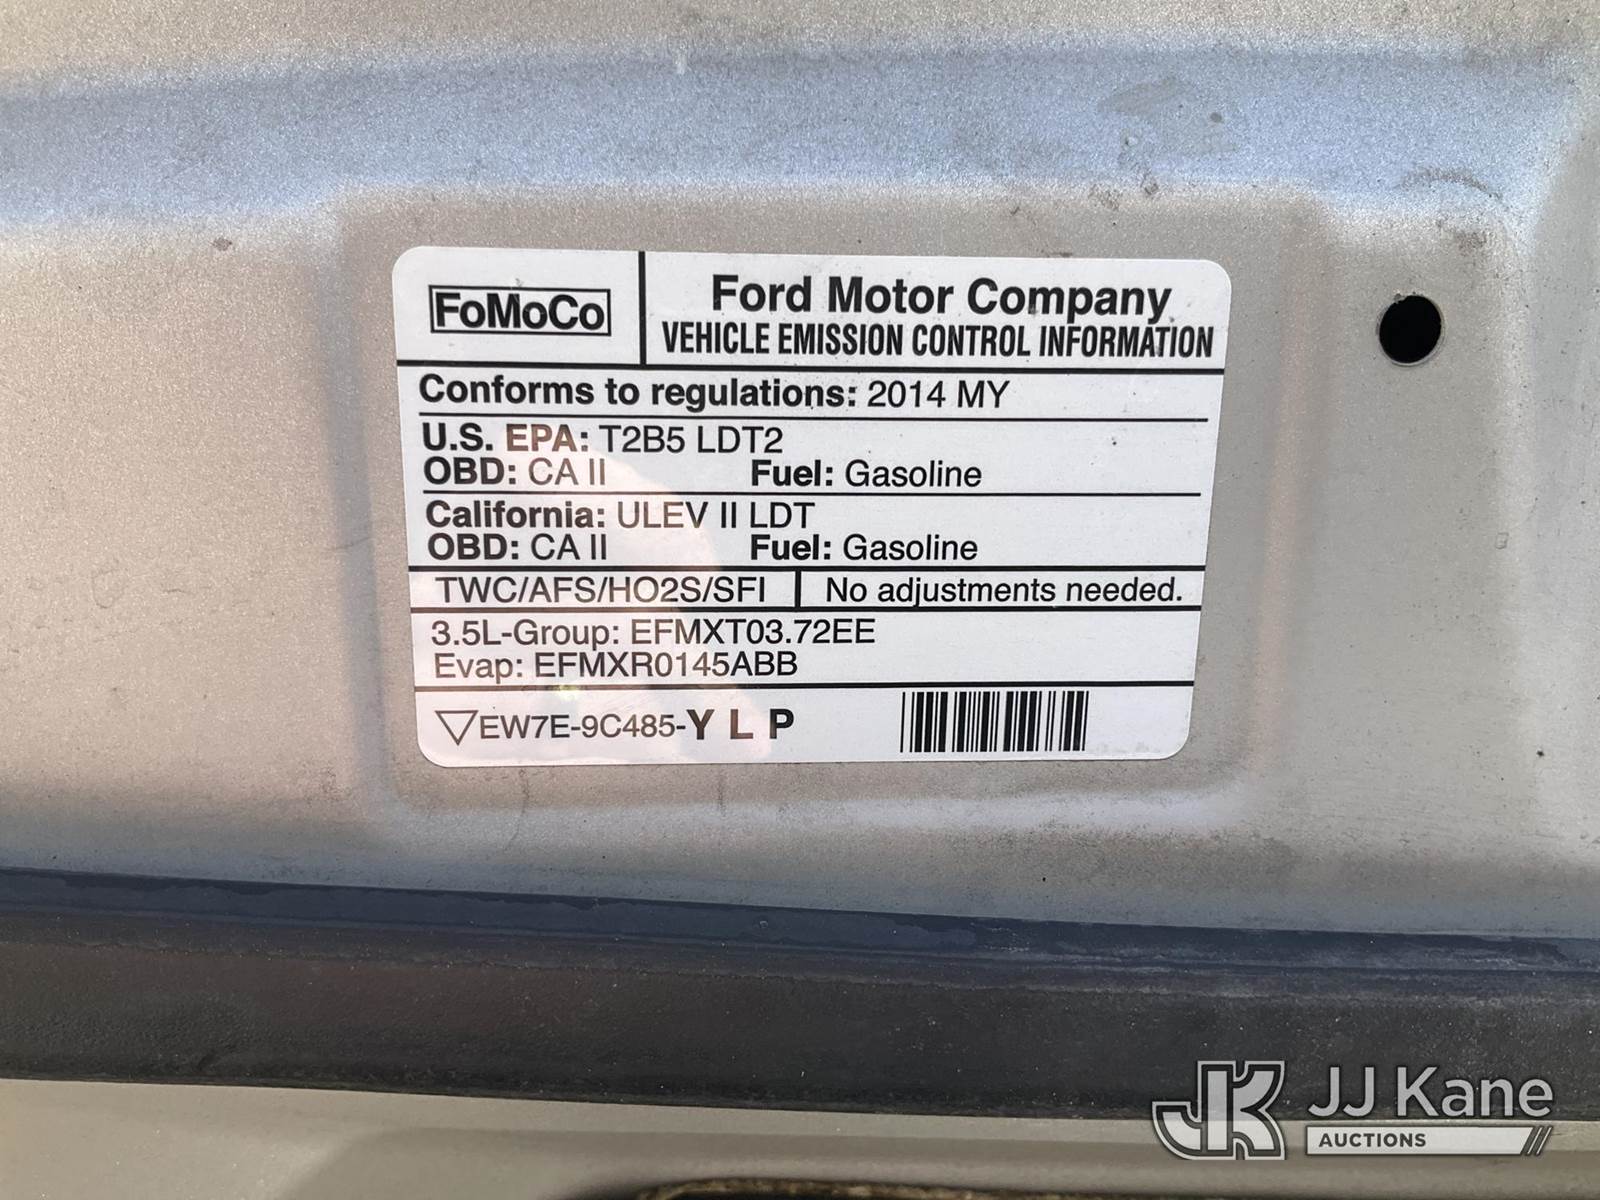 FoMoCo
Ford Motor Company
VEHICLE EMISSION CONTROL INFORMATION
Conforms to regulations: 2014 MY
U.S. EPA: T2B5 LDT2
OBD: CA II Fuel: Gasoline
California: ULEV II LDT
OBD: CA II Fuel: Gasoline
TWC/AFS/HO2S/SFI No adjustments needed.
3.5L-Group: EFMXT03.72EE
Evap: EFMXR0145ABB
EW7E-9C485-Y L P
JK JJ Kane
AUCTIONS